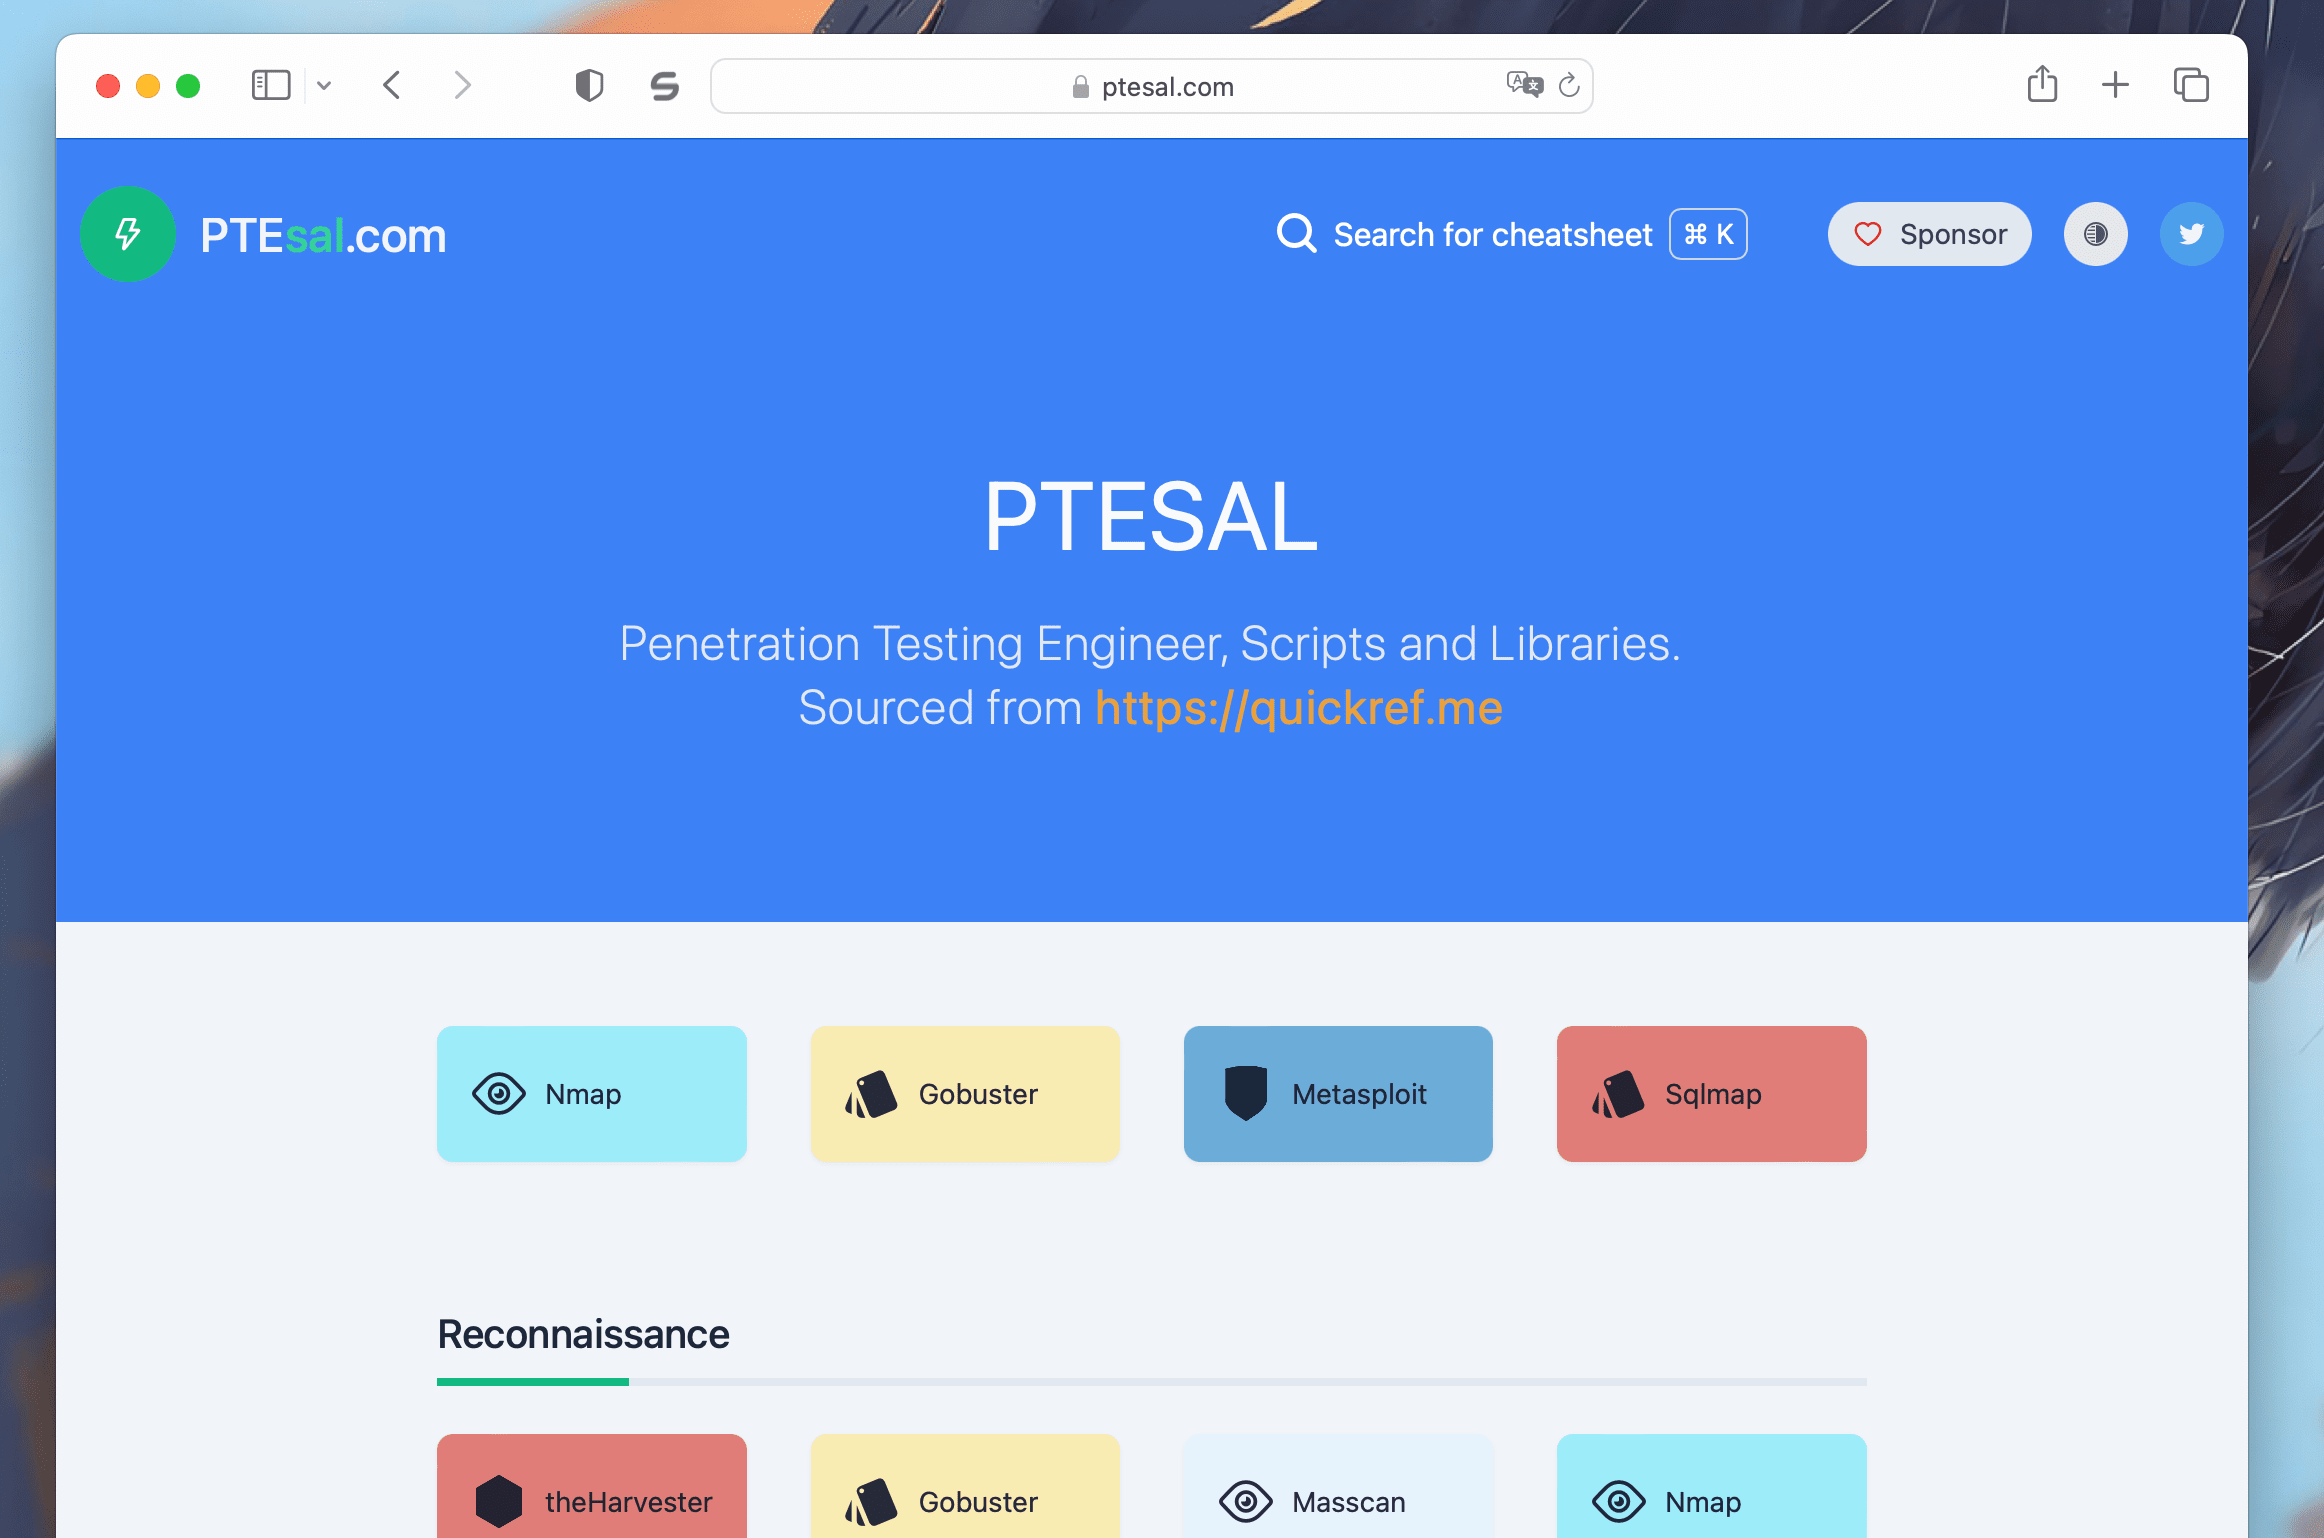 ptesal.com
PTEsal.com
Search for cheatsheet ⌘ K
Sponsor
PTESAL
Penetration Testing Engineer, Scripts and Libraries.
Sourced from https://quickref.me
Nmap
Gobuster
Metasploit
Sqlmap
Reconnaissance
theHarvester
Gobuster
Masscan
Nmap